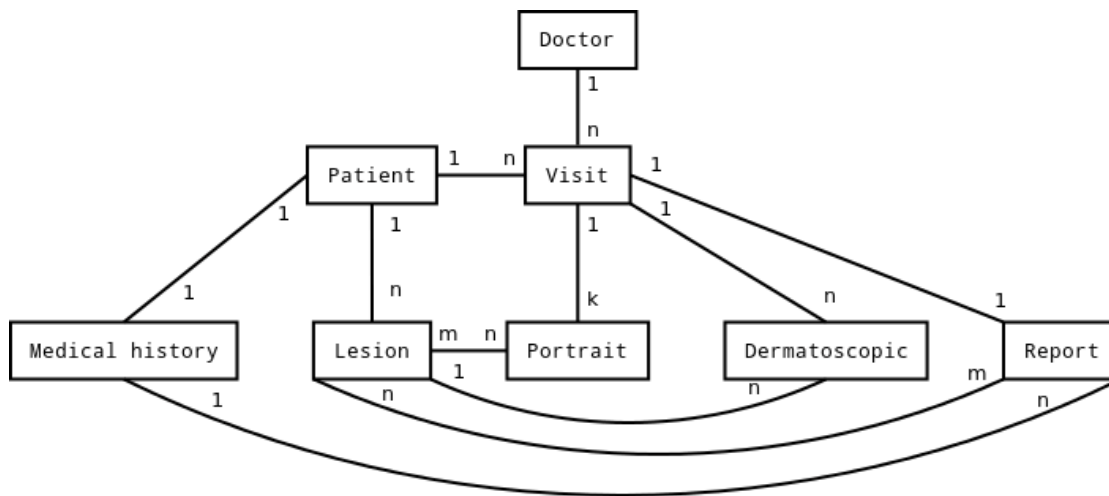 Doctor
1
n
Patient
1 n
Visit
1
1
1
1
1
n
1
k
n
1
Medical history
Lesion
m n
Portrait
Dermatoscopic
Report
1
n
1
n
m
n